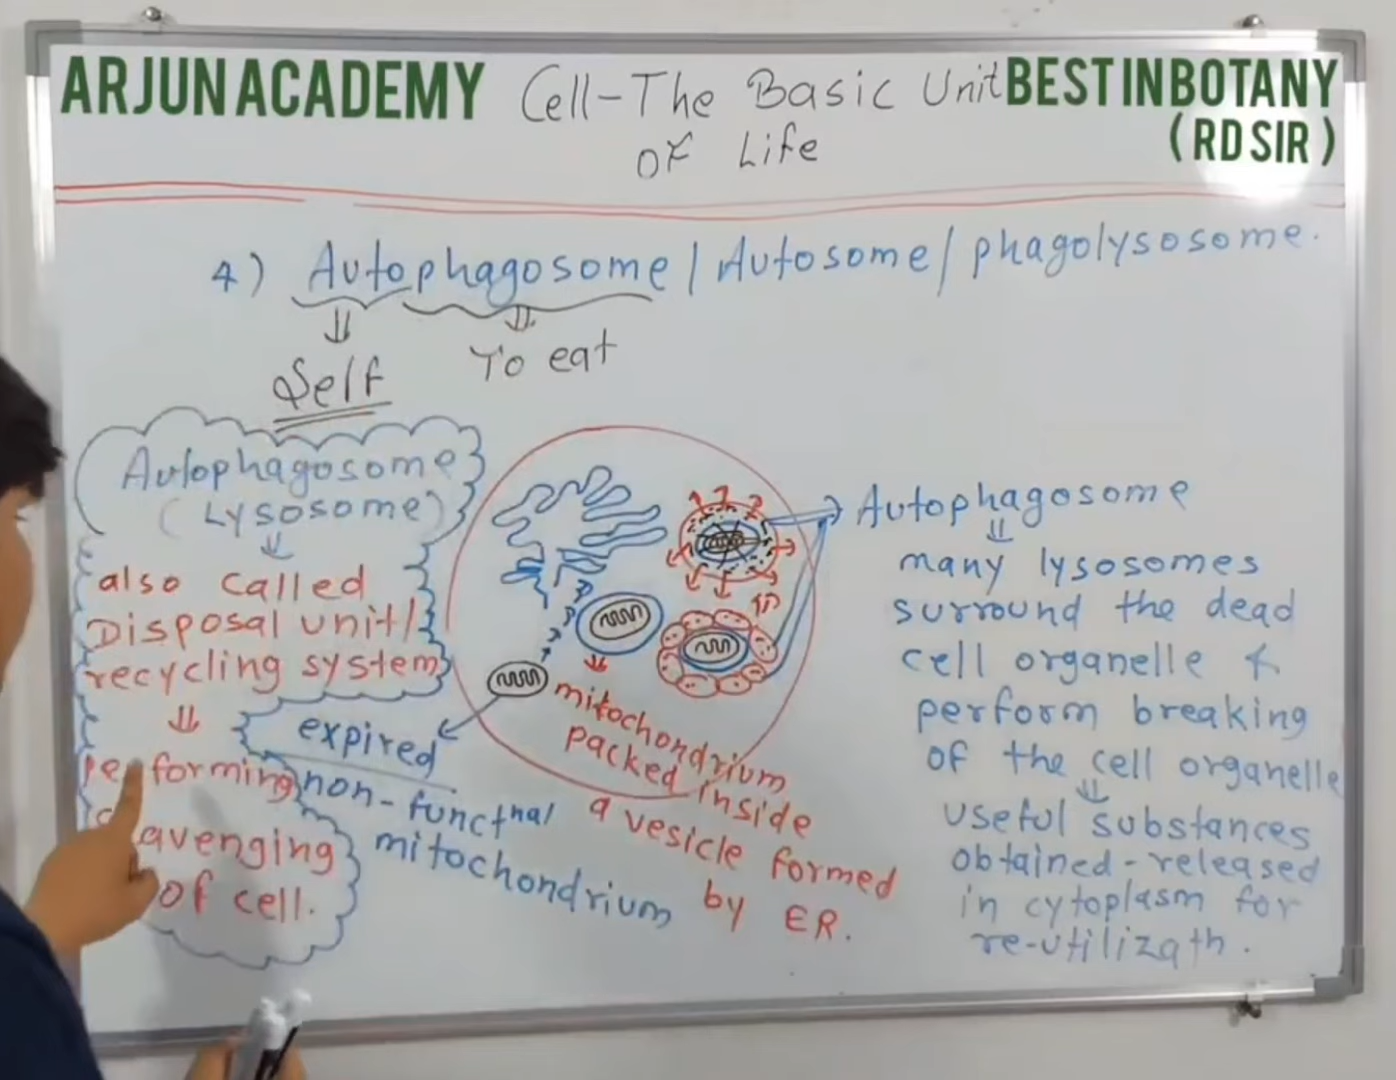 ARJUN ACADEMY
Cell-The Basic Unit
of Life
BEST IN BOTANY
(RD SIR)
4) Autophagosome / Autosome / phagolysosome.
Self
To eat
Autophagosome
(Lysosome)
also called
Disposal unit/
recycling system
performing
avenging
of cell.
expired
non-functnal
mitochondrium
mitochondrium
packed inside
a vesicle formed
by ER.
Autophagosome
many lysosomes
surround the dead
cell organelle &
perform breaking
of the cell organelle
useful substances
obtained-released
in cytoplasm for
re-utilizath.